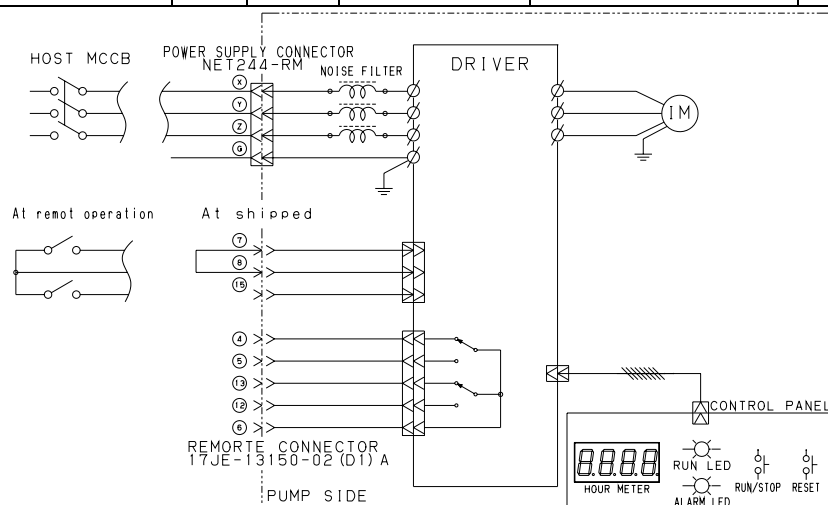 HOST MCCB
POWER SUPPLY CONNECTOR
NET244-RM
NOISE FILTER
DRIVER
X
Y
Z
G
IM
At remot operation
At shipped
7
8
15
4
5
13
12
6
REMORTE CONNECTOR
17JE-13150-02(D1)A
PUMP SIDE
CONTROL PANEL
8.8.8.8
HOUR METER
RUN LED
ALARM LED
RUN/STOP
RESET